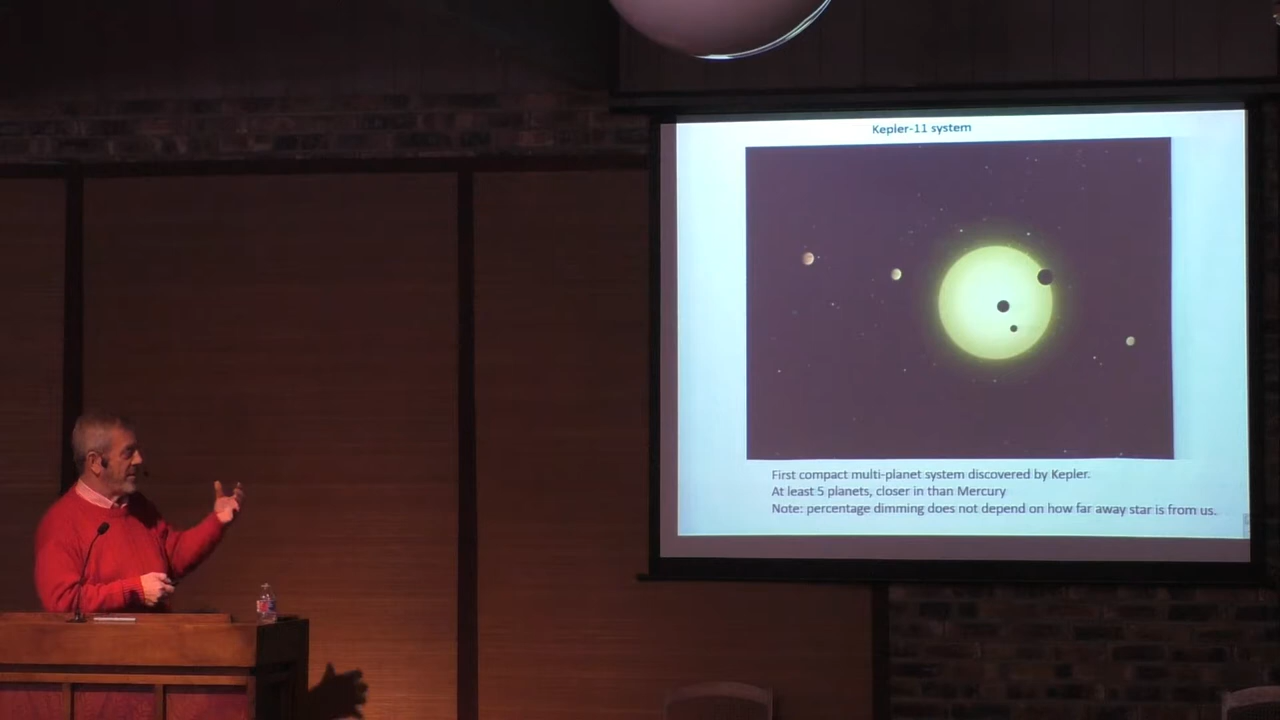 Kepler-11 system
First compact multi-planet system discovered by Kepler.
At least 5 planets, closer in than Mercury
Note: percentage dimming does not depend on how far away star is from us.